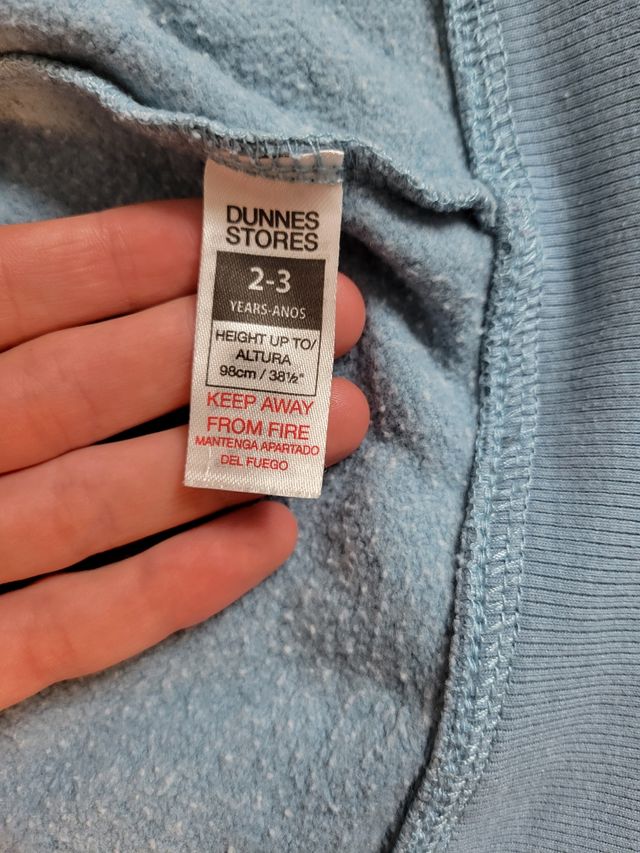 DUNNES
STORES
2-3
YEARS-ANOS
HEIGHT UP TO/
ALTURA
98cm / 38½"
KEEP AWAY
FROM FIRE
MANTENGA APARTADO
DEL FUEGO